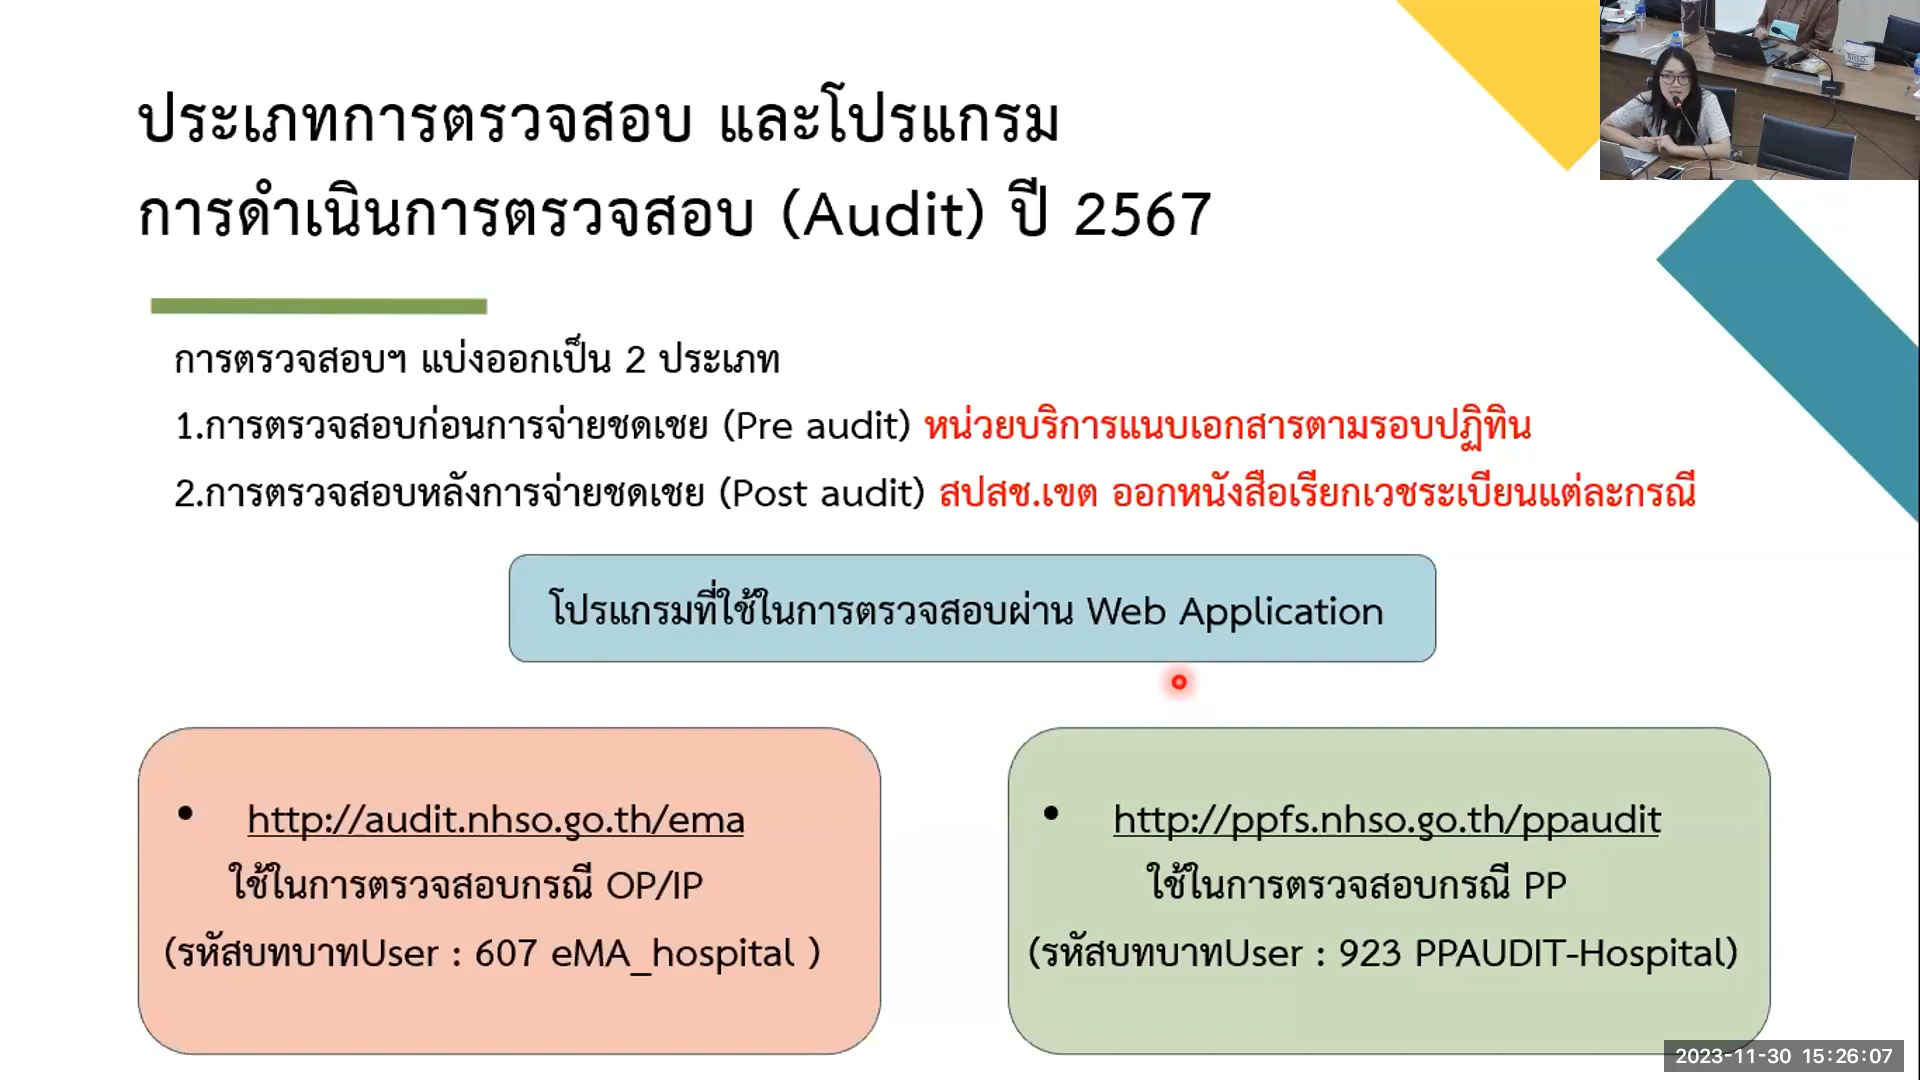 ประเภทการตรวจสอบ และโปรแกรม
การดำเนินการตรวจสอบ (Audit) ปี 2567
การตรวจสอบฯ แบ่งออกเป็น 2 ประเภท
1.การตรวจสอบก่อนการจ่ายชดเชย (Pre audit) หน่วยบริการแนบเอกสารตามรอบปฏิทิน
2.การตรวจสอบหลังการจ่ายชดเชย (Post audit) สปสช.เขต ออกหนังสือเรียกเวชระเบียนแต่ละกรณี
โปรแกรมที่ใช้ในการตรวจสอบผ่าน Web Application
• http://audit.nhso.go.th/ema
ใช้ในการตรวจสอบกรณี OP/IP
(รหัสบทบาทUser : 607 eMA_hospital )
• http://ppfs.nhso.go.th/ppaudit
ใช้ในการตรวจสอบกรณี PP
(รหัสบทบาทUser : 923 PPAUDIT-Hospital)
2023-11-30 15:26:07